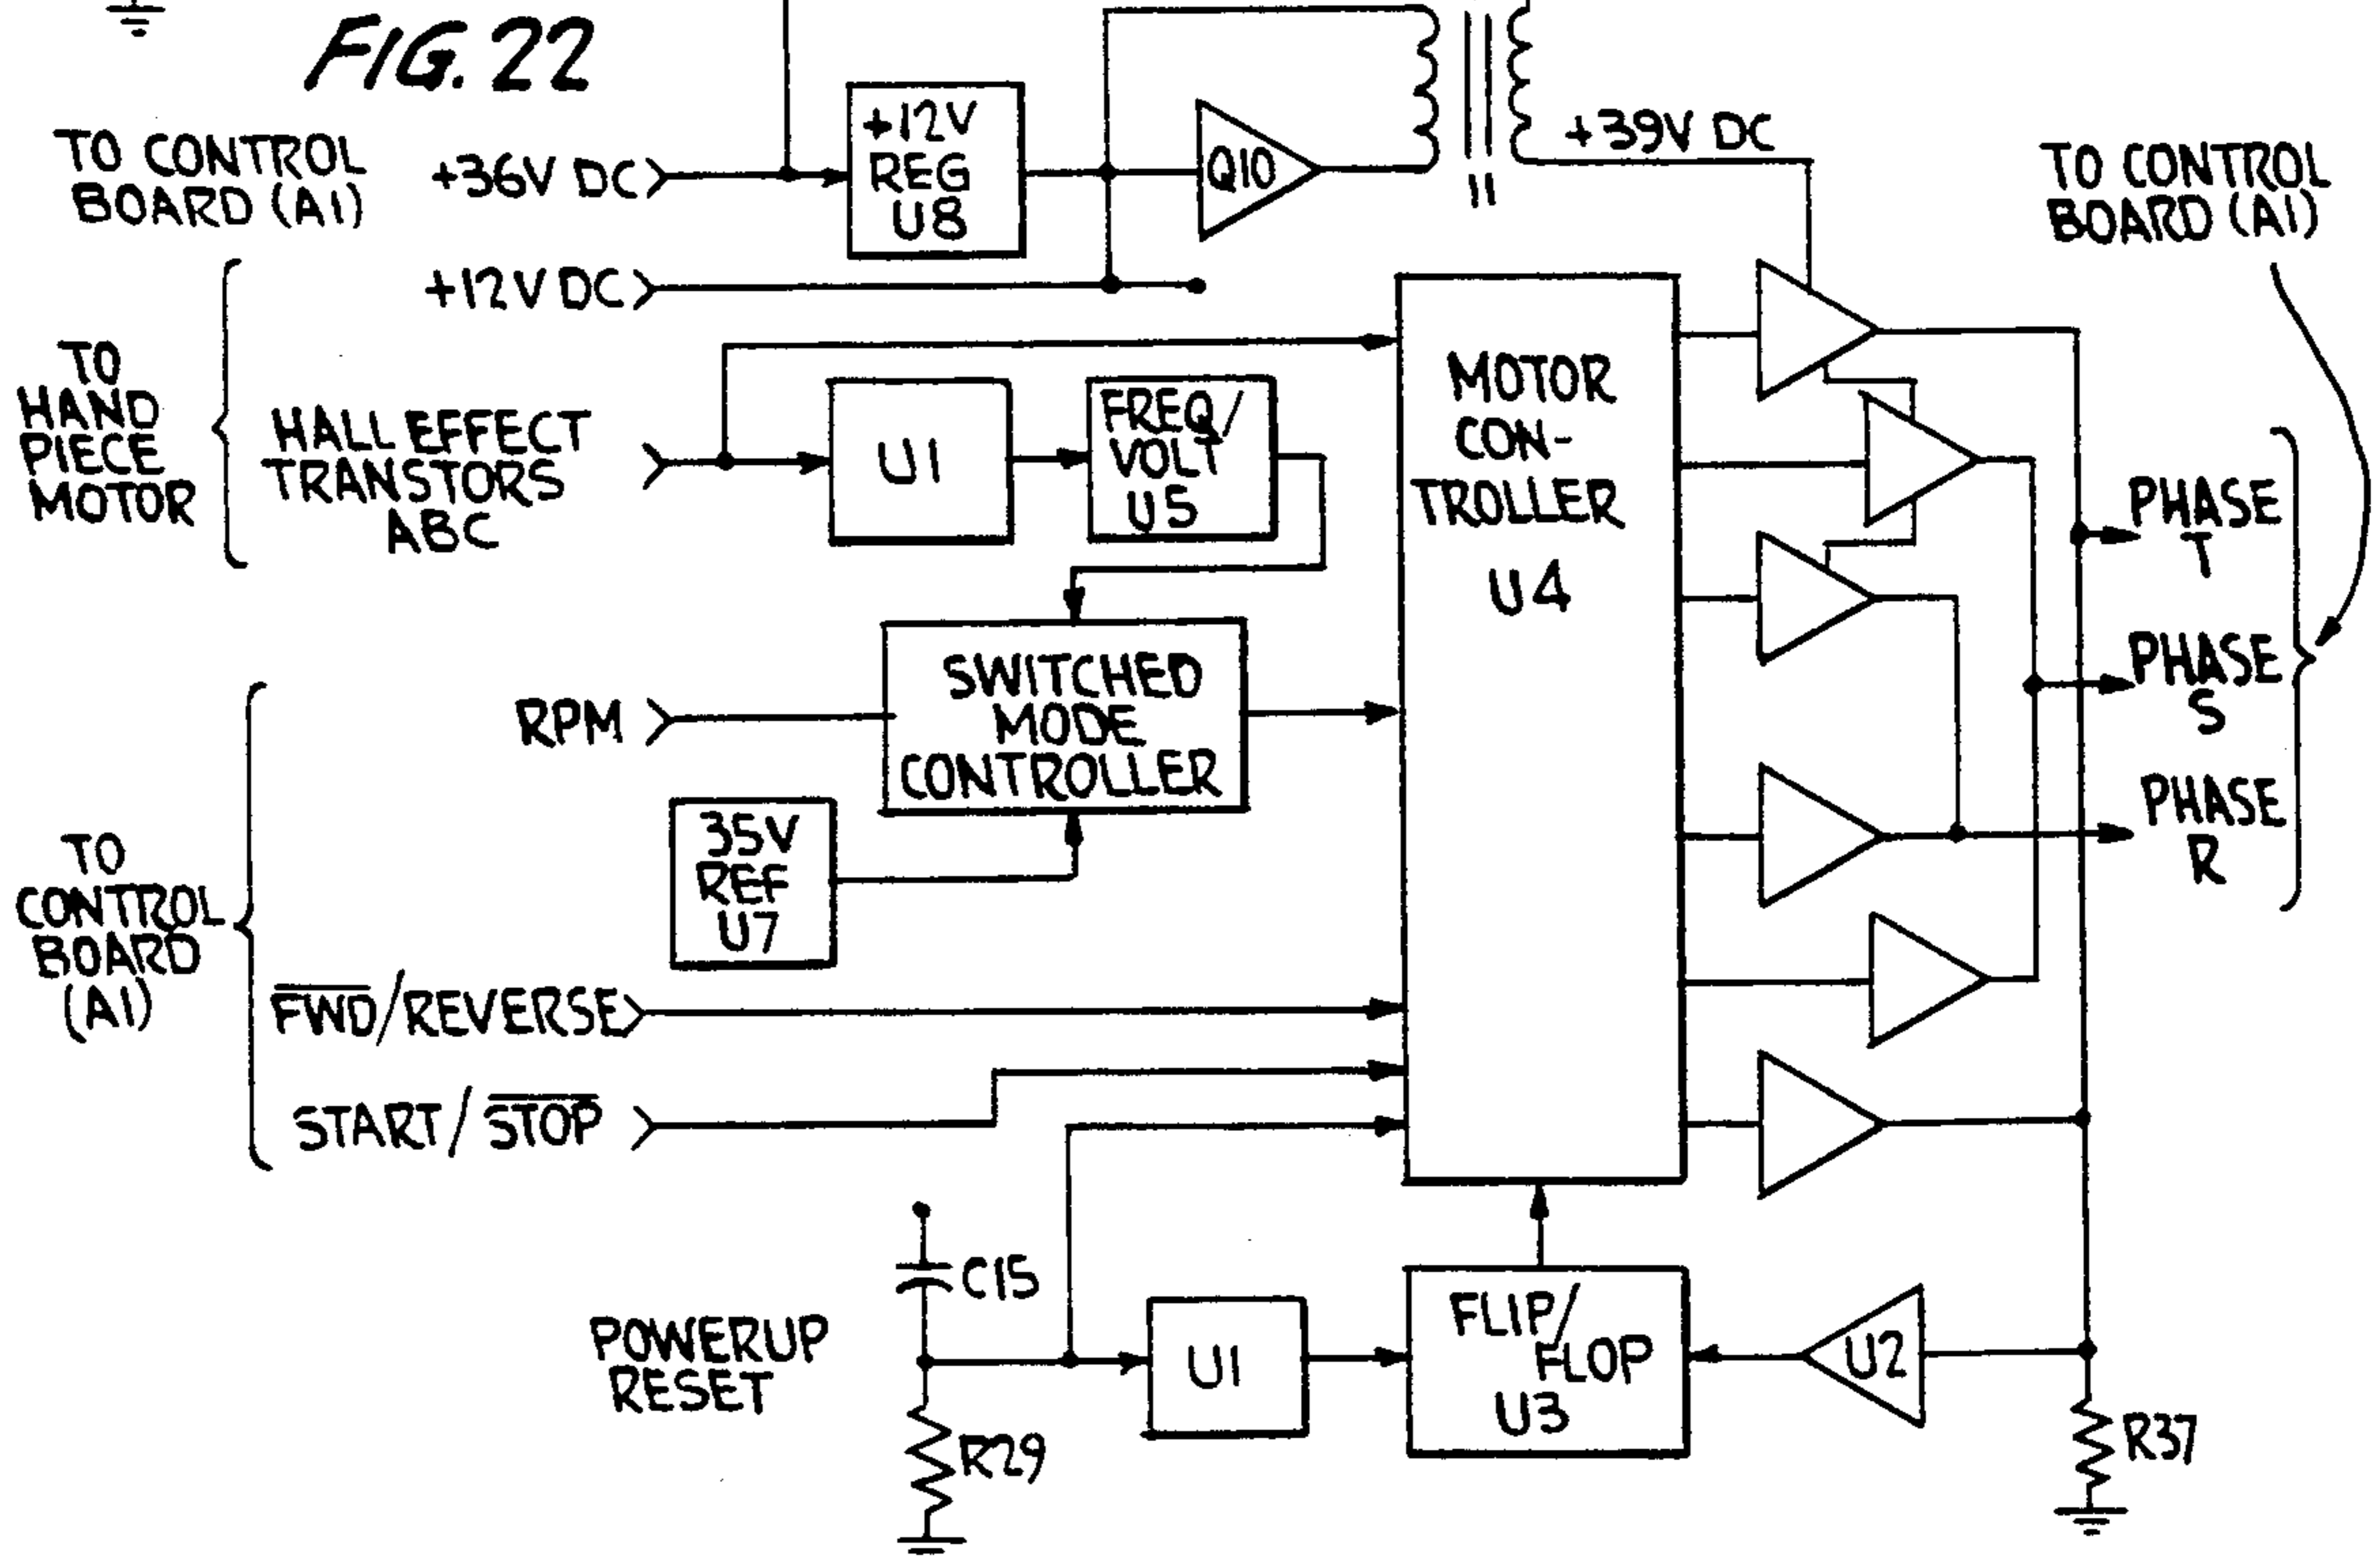 FIG. 22
TO CONTROL
BOARD (A1)
+36V DC
+12V
REG
U8
Q10
+39V DC
TO CONTROL
BOARD (A1)
+12V DC
TO
HAND
PIECE
MOTOR
HALL EFFECT
TRANSTORS
ABC
U1
FREQ/
VOLT
U5
MOTOR
CON-
TROLLER
U4
PHASE
T
PHASE
S
PHASE
R
RPM
SWITCHED
MODE
CONTROLLER
35V
REF
U7
TO
CONTROL
BOARD
(A1)
FWD/REVERSE
START/STOP
C15
POWERUP
RESET
R29
U1
FLIP/
FLOP
U3
U2
R37